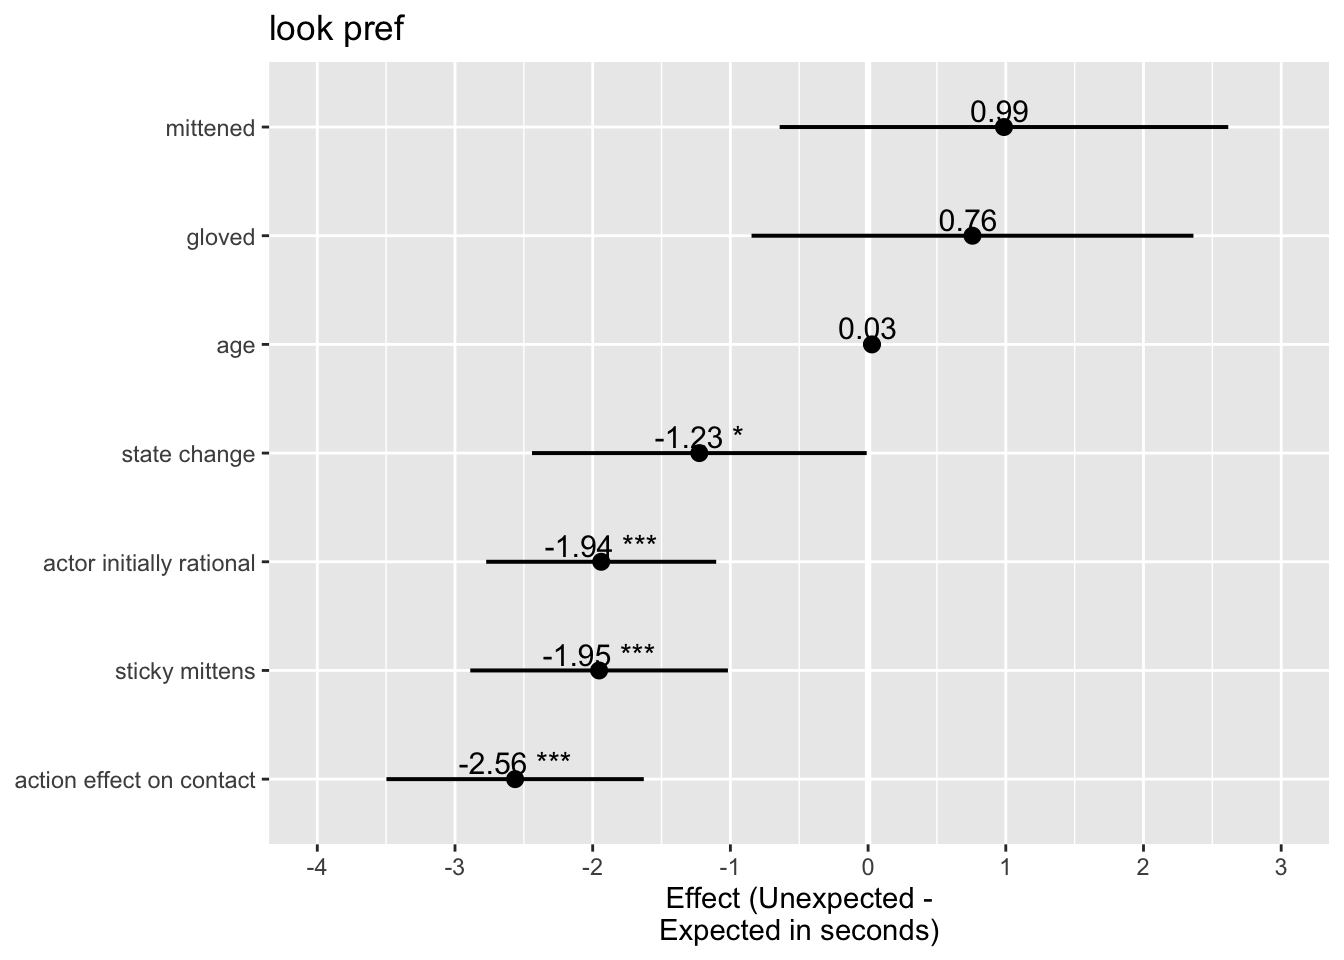 look pref
mittened
0.99
gloved
0.76
age
0.03
state change
-1.23 *
actor initially rational
-1.94 ***
sticky mittens
-1.95 ***
action effect on contact
-2.56 ***
-4 -3 -2 -1 0 1 2 3
Effect (Unexpected -
Expected in seconds)